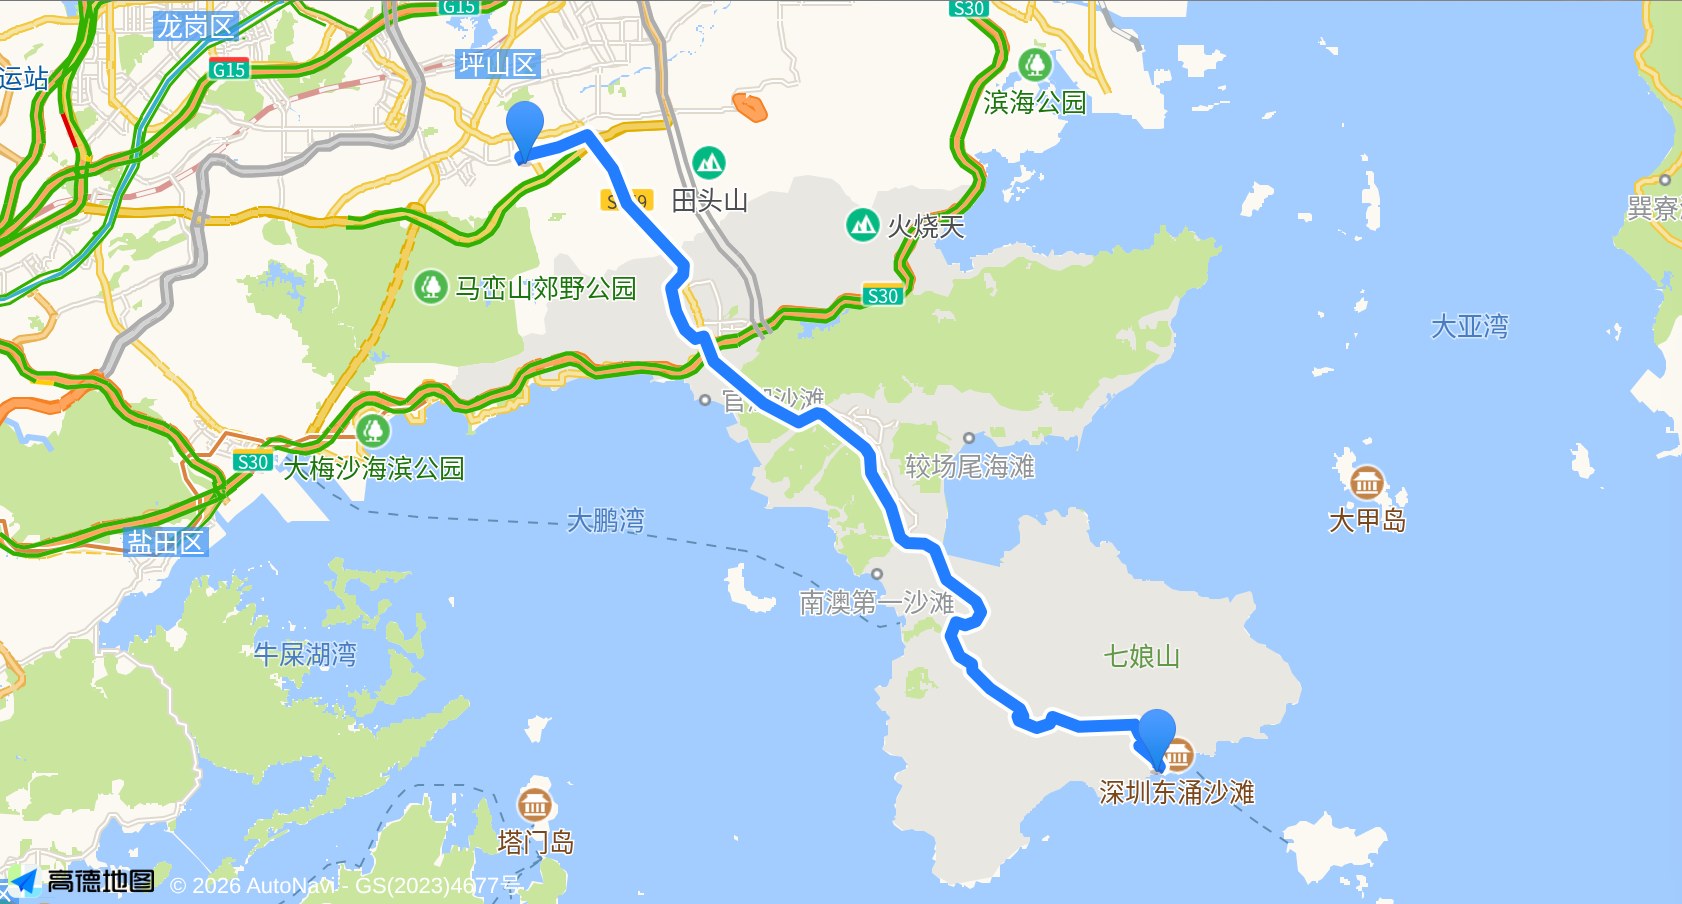 G15
S30
龙岗区
坪山区
运站
G15
滨海公园
田头山
巽寮
火烧天
马峦山郊野公园
S30
大亚湾
较场尾海滩
S30
大梅沙海滨公园
大鹏湾
大甲岛
盐田区
南澳第一沙滩
牛屎湖湾
七娘山
深圳东涌沙滩
塔门岛
高德地图
© 2026 AutoNavi - GS(2023)4677号